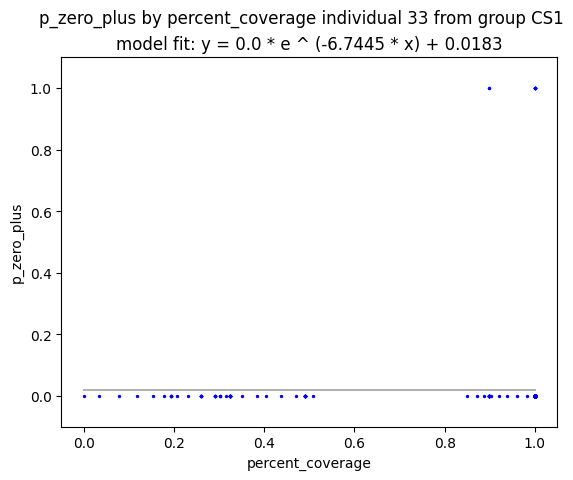 p_zero_plus by percent_coverage individual 33 from group CS1
model fit: y = 0.0 * e ^ (-6.7445 * x) + 0.0183
1.0
0.8
0.6
0.4
0.2
0.0
p_zero_plus
0.0 0.2 0.4 0.6 0.8 1.0
percent_coverage